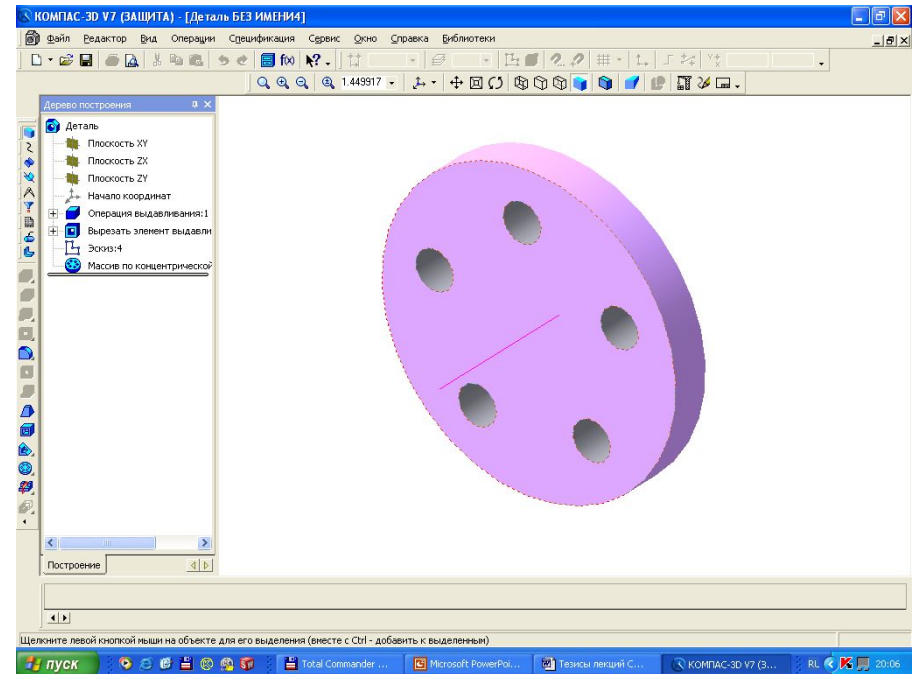 КОМПАС-3D V7 (ЗАЩИТА) - [Деталь БЕЗ ИМЕНИ4]
Файл Редактор Вид Операции Спецификация Сервис Окно Справка Библиотеки
1.449917
Дерево построения
Деталь
Плоскость XY
Плоскость ZX
Плоскость ZY
Начало координат
Операция выдавливания:1
Вырезать элемент выдавли
Эскиз:4
Массив по концентрической
Построение
Щелкните левой кнопкой мыши на объекте для его выделения (вместе с Ctrl - добавить к выделенным)
пуск Total Commander ... Microsoft PowerPoi... Тезисы лекций С... КОМПАС-3D V7 (З... RL 20:06